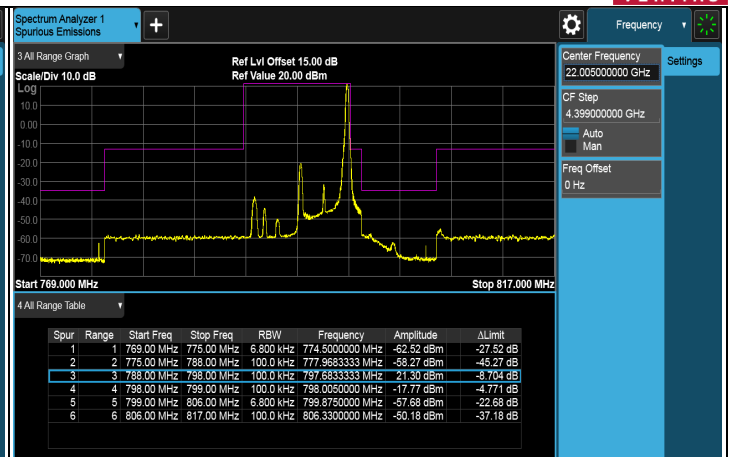 Spectrum Analyzer 1
Spurious Emissions
Frequency
3 All Range Graph
Ref Lvl Offset 15.00 dB
Scale/Div 10.0 dB
Ref Value 20.00 dBm
Log
10.0
0.00
-10.0
-20.0
-30.0
-40.0
-50.0
-60.0
-70.0
Start 769.000 MHz
Stop 817.000 MHz
Center Frequency
22.005000000 GHz
Settings
CF Step
4.399000000 GHz
Auto
Man
Freq Offset
0 Hz
4 All Range Table
Spur Range Start Freq Stop Freq RBW Frequency Amplitude ΔLimit
1 1 769.00 MHz 775.00 MHz 6.800 kHz 774.5000000 MHz -62.52 dBm -27.52 dB
2 2 775.00 MHz 788.00 MHz 100.0 kHz 777.9683333 MHz -58.27 dBm -45.27 dB
3 3 788.00 MHz 798.00 MHz 100.0 kHz 797.6833333 MHz 21.30 dBm -8.704 dB
4 4 798.00 MHz 799.00 MHz 100.0 kHz 798.0050000 MHz -17.77 dBm -4.771 dB
5 5 799.00 MHz 806.00 MHz 6.800 kHz 799.8750000 MHz -57.68 dBm -22.68 dB
6 6 806.00 MHz 817.00 MHz 100.0 kHz 806.3300000 MHz -50.18 dBm -37.18 dB